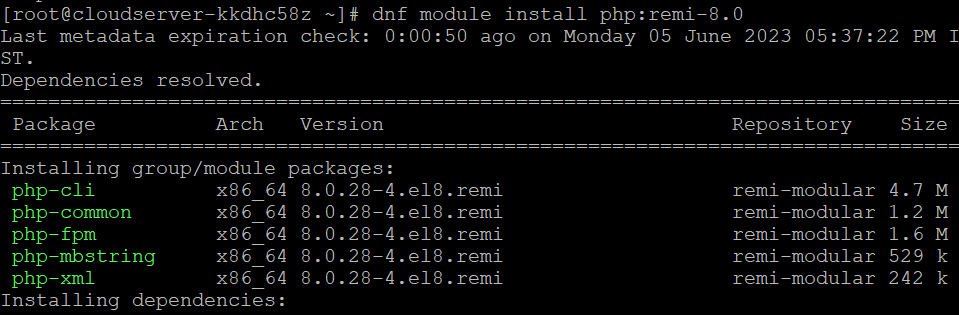 [root@cloudserver-kkdhc58z ~]# dnf module install php:remi-8.0
Last metadata expiration check: 0:00:50 ago on Monday 05 June 2023 05:37:22 PM I
ST.
Dependencies resolved.
================================================================================
Package Arch Version Repository Size
================================================================================
Installing group/module packages:
php-cli x86_64 8.0.28-4.el8.remi remi-modular 4.7 M
php-common x86_64 8.0.28-4.el8.remi remi-modular 1.2 M
php-fpm x86_64 8.0.28-4.el8.remi remi-modular 1.6 M
php-mbstring x86_64 8.0.28-4.el8.remi remi-modular 529 k
php-xml x86_64 8.0.28-4.el8.remi remi-modular 242 k
Installing dependencies: